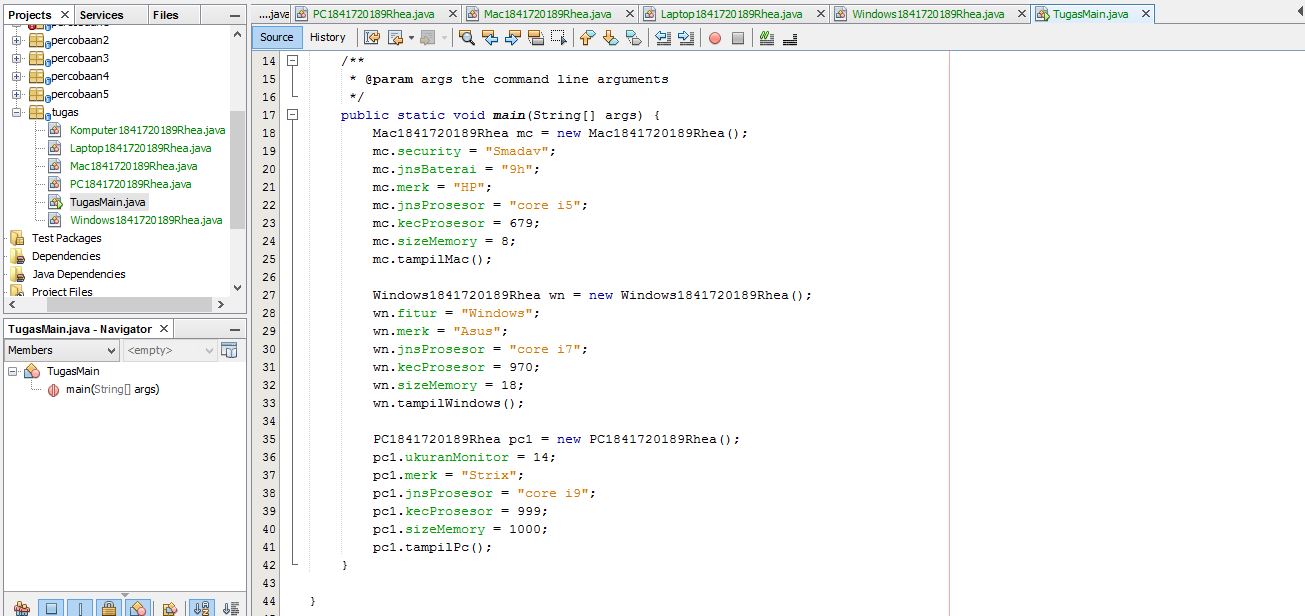 Projects Services Files
percobaan2
percobaan3
percobaan4
percobaan5
tugas
Komputer1841720189Rhea.java
Laptop1841720189Rhea.java
Mac1841720189Rhea.java
PC1841720189Rhea.java
TugasMain.java
Windows1841720189Rhea.java
Test Packages
Dependencies
Java Dependencies
Project Files
TugasMain.java - Navigator
Members <empty>
TugasMain
main(String[] args)
....java PC1841720189Rhea.java Mac1841720189Rhea.java Laptop1841720189Rhea.java Windows1841720189Rhea.java TugasMain.java
Source History
14 /**
15 * @param args the command line arguments
16 */
17 public static void main(String[] args) {
18 Mac1841720189Rhea mc = new Mac1841720189Rhea();
19 mc.security = "Smadav";
20 mc.jnsBaterai = "9h";
21 mc.merk = "HP";
22 mc.jnsProsesor = "core i5";
23 mc.kecProsesor = 679;
24 mc.sizeMemory = 8;
25 mc.tampilMac();
26
27 Windows1841720189Rhea wn = new Windows1841720189Rhea();
28 wn.fitur = "Windows";
29 wn.merk = "Asus";
30 wn.jnsProsesor = "core i7";
31 wn.kecProsesor = 970;
32 wn.sizeMemory = 18;
33 wn.tampilWindows();
34
35 PC1841720189Rhea pc1 = new PC1841720189Rhea();
36 pc1.ukuranMonitor = 14;
37 pc1.merk = "Strix";
38 pc1.jnsProsesor = "core i9";
39 pc1.kecProsesor = 999;
40 pc1.sizeMemory = 1000;
41 pc1.tampilPc();
42 }
43
44 }